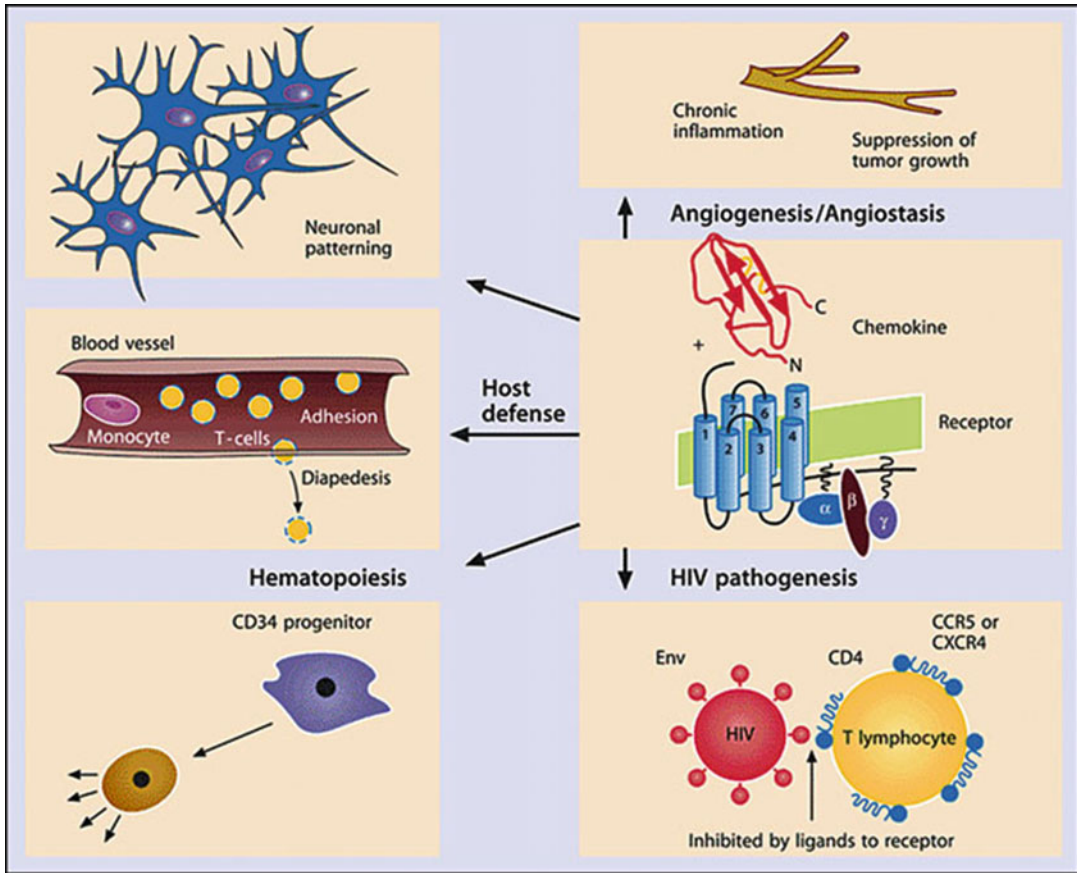 Neuronal
patterning
Chronic
inflammation
Suppression of
tumor growth
Angiogenesis/Angiostasis
Blood vessel
Monocyte
T-cells
Adhesion
Diapedesis
Host
defense
C
Chemokine
+
N
7
6
5
1
2
3
4
Receptor
α
β
γ
Hematopoiesis
HIV pathogenesis
CD34 progenitor
Env
CD4
CCR5 or
CXCR4
HIV
T lymphocyte
Inhibited by ligands to receptor